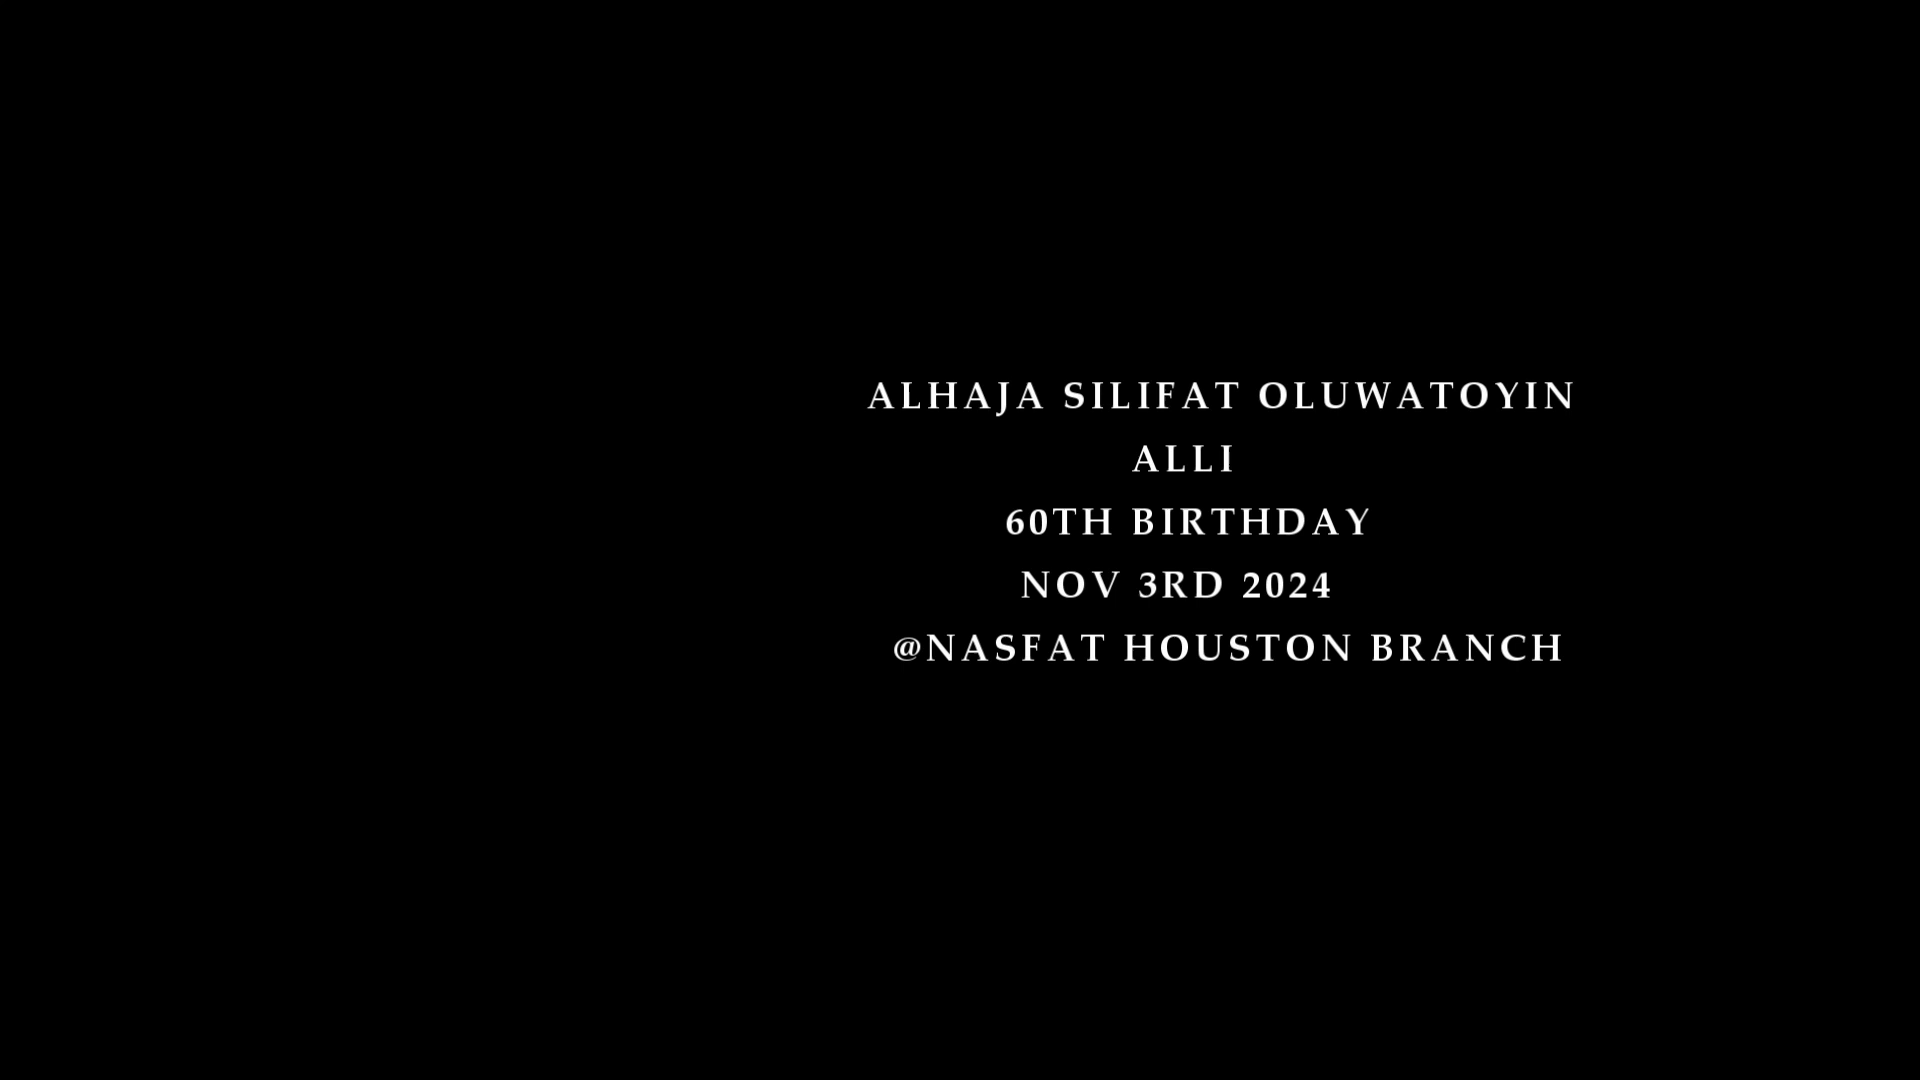 ALHAJA SILIFAT OLUWATOYIN
ALLI
60TH BIRTHDAY
NOV 3RD 2024
@NASFAT HOUSTON BRANCH